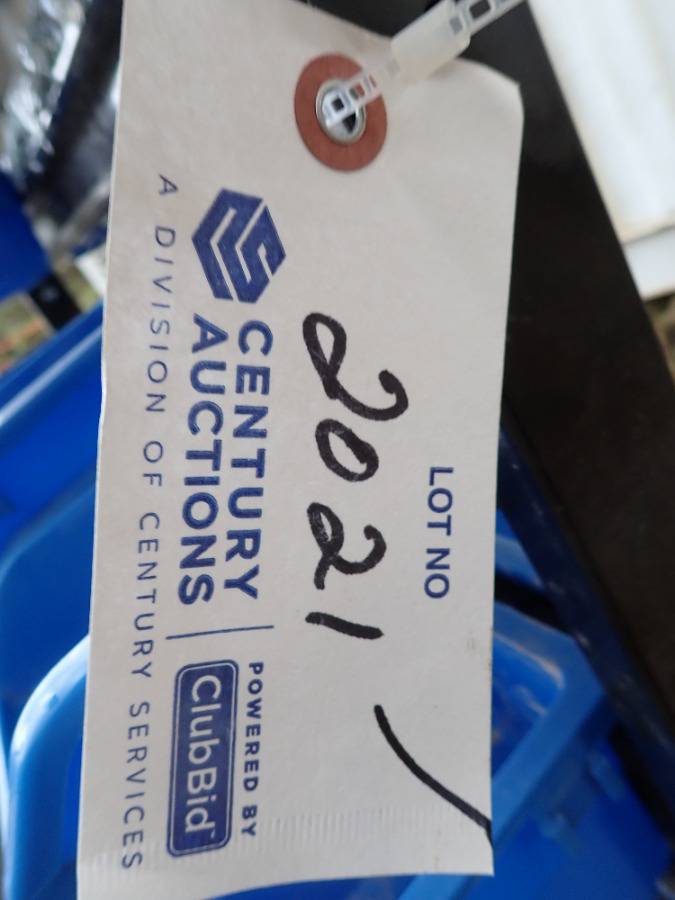 LOT NO
2021
CENTURY
AUCTIONS
POWERED BY
ClubBid
A DIVISION OF CENTURY SERVICES